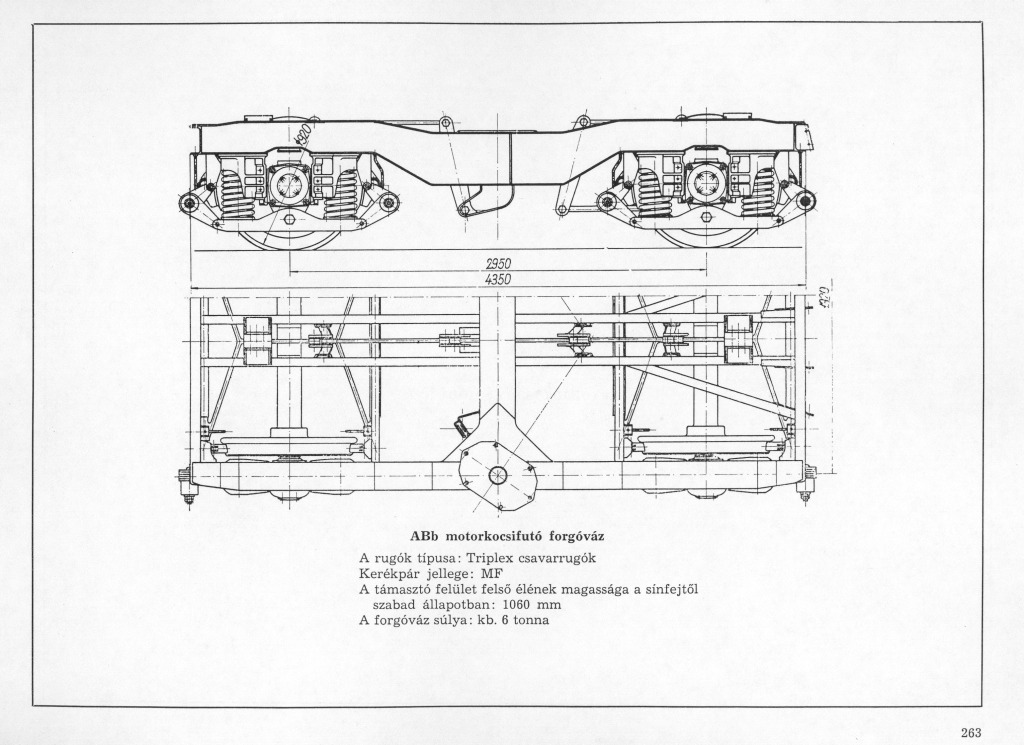 ⌀920
2950
4350
ABb motorkocsifutó forgóváz
A rugók típusa: Triplex csavarrugók
Kerékpár jellege: MF
A támasztó felület felső élének magassága a sínfejtől
szabad állapotban: 1060 mm
A forgóváz súlya: kb. 6 tonna
263